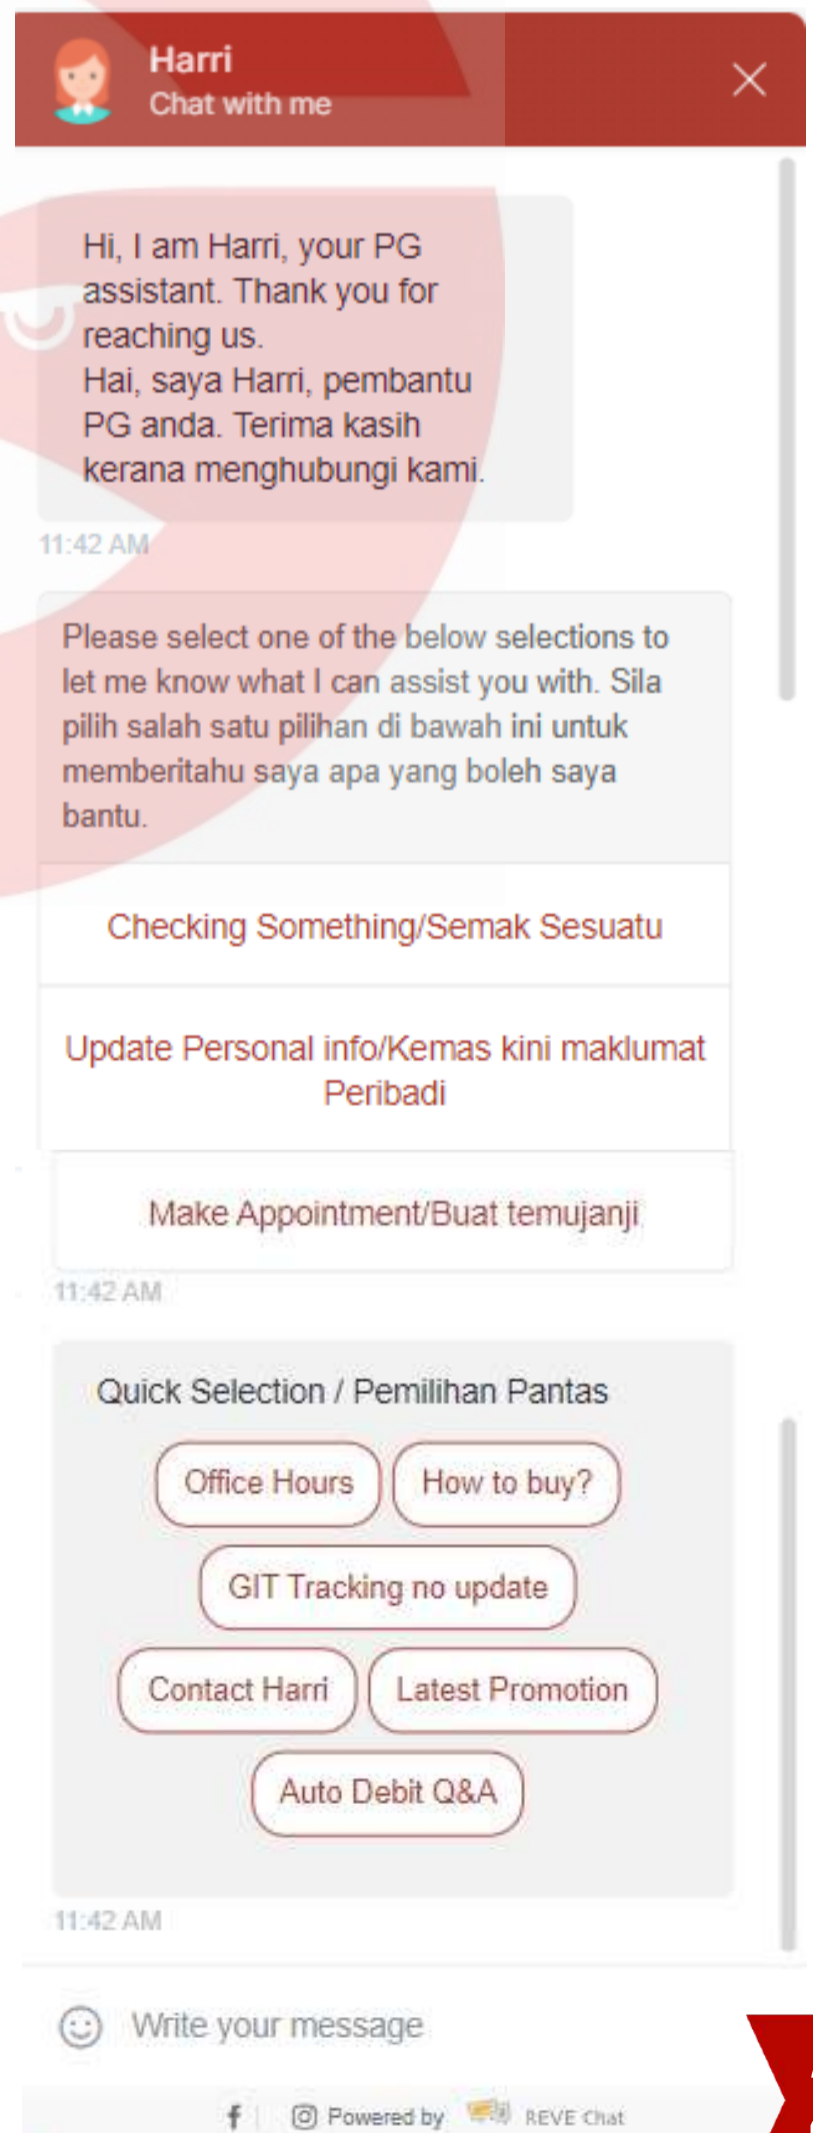 Harri
Chat with me
Hi, I am Harri, your PG
assistant. Thank you for
reaching us.
Hai, saya Harri, pembantu
PG anda. Terima kasih
kerana menghubungi kami.
11:42 AM
Please select one of the below selections to
let me know what I can assist you with. Sila
pilih salah satu pilihan di bawah ini untuk
memberitahu saya apa yang boleh saya
bantu.
Checking Something/Semak Sesuatu
Update Personal info/Kemas kini maklumat
Peribadi
Make Appointment/Buat temujanji
11:42 AM
Quick Selection / Pemilihan Pantas
Office Hours How to buy?
GIT Tracking no update
Contact Harri Latest Promotion
Auto Debit Q&A
11:42 AM
Write your message
Powered by REVE Chat